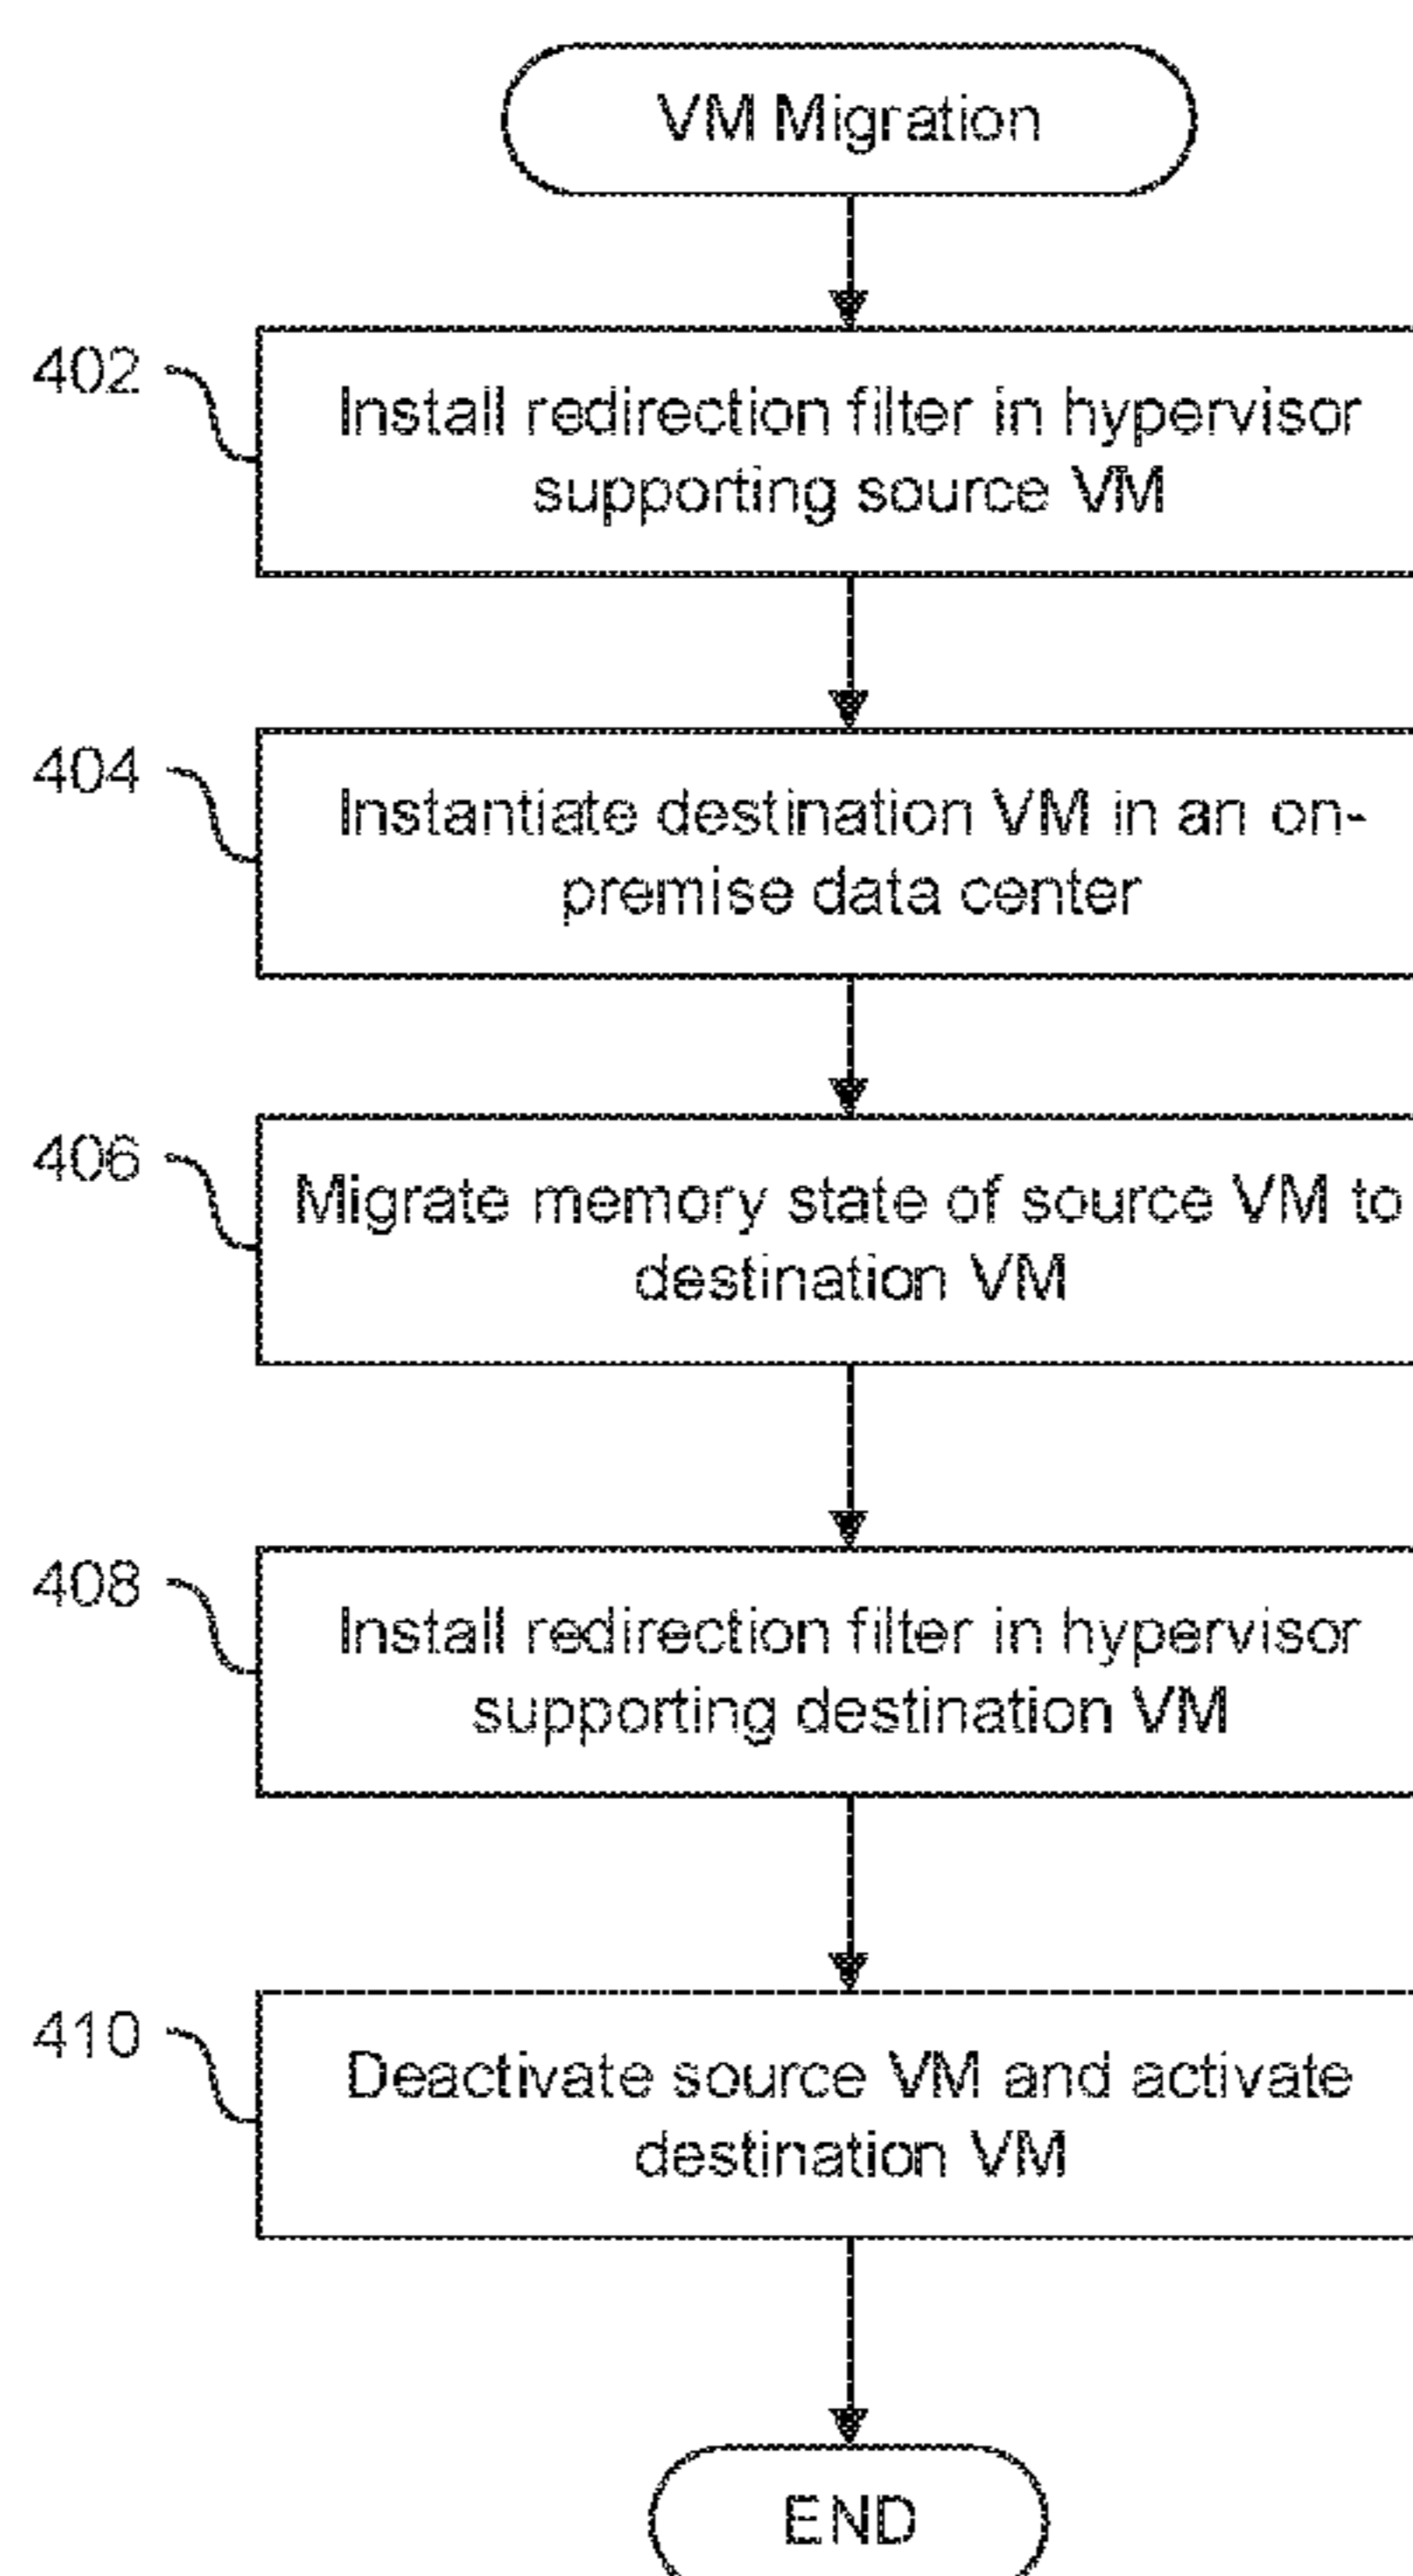 VM Migration
402
Install redirection filter in hypervisor
supporting source VM
404
Instantiate destination VM in an on-
premise data center
406
Migrate memory state of source VM to
destination VM
408
Install redirection filter in hypervisor
supporting destination VM
410
Deactivate source VM and activate
destination VM
END